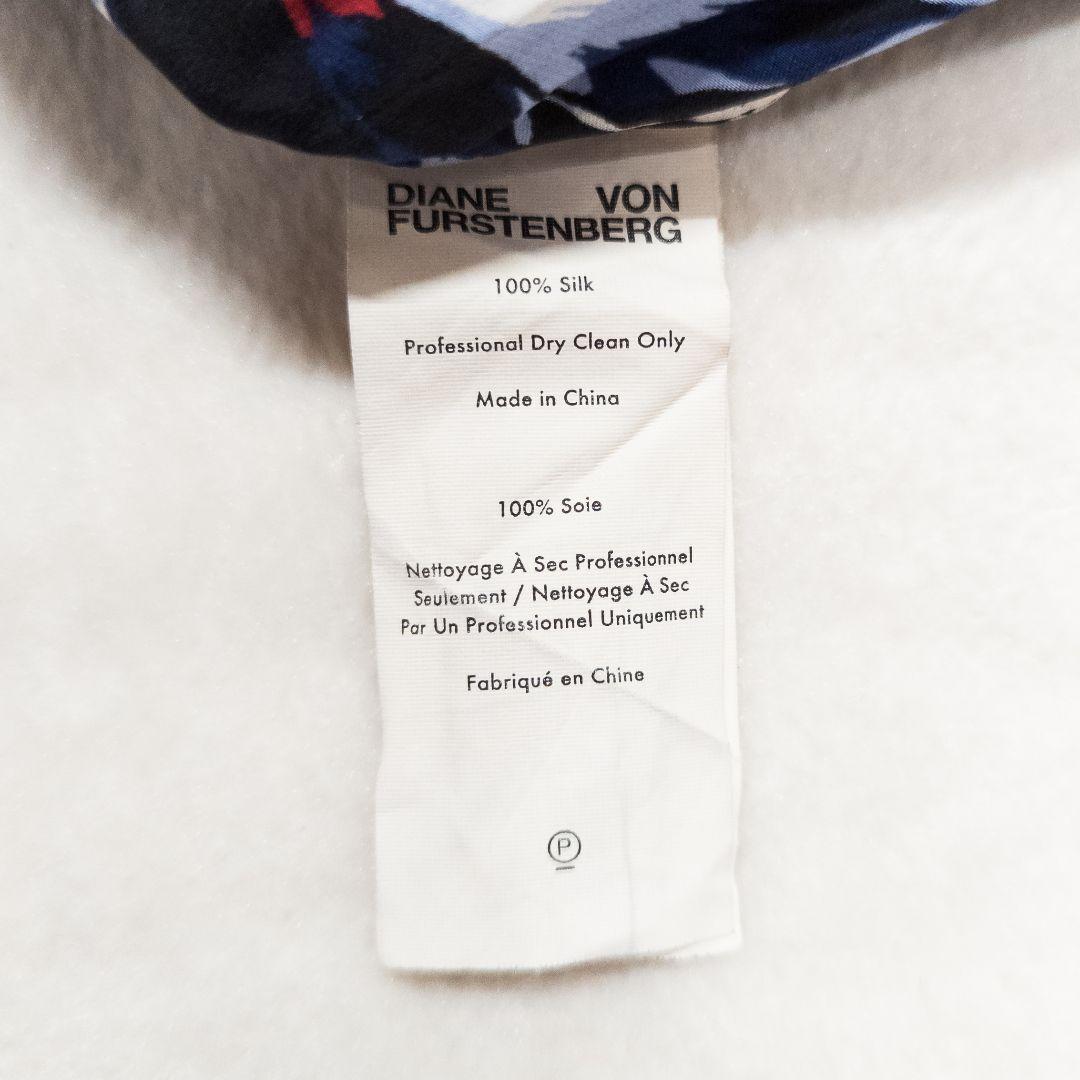 DIANE VON
FURSTENBERG
100% Silk
Professional Dry Clean Only
Made in China
100% Soie
Nettoyage À Sec Professionnel
Seulement / Nettoyage À Sec
Par Un Professionnel Uniquement
Fabriqué en Chine
P